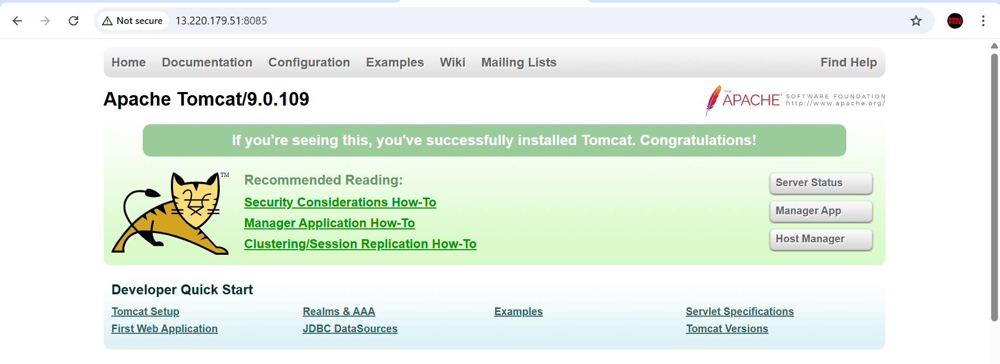 Not secure 13.220.179.51:8085
SUNIL
ROCK
Home Documentation Configuration Examples Wiki Mailing Lists Find Help
Apache Tomcat/9.0.109
THE
APACHE® SOFTWARE FOUNDATION
http://www.apache.org/
If you're seeing this, you've successfully installed Tomcat. Congratulations!
TM
Recommended Reading:
Security Considerations How-To
Manager Application How-To
Clustering/Session Replication How-To
Server Status
Manager App
Host Manager
Developer Quick Start
Tomcat Setup Realms & AAA Examples Servlet Specifications
First Web Application JDBC DataSources Tomcat Versions